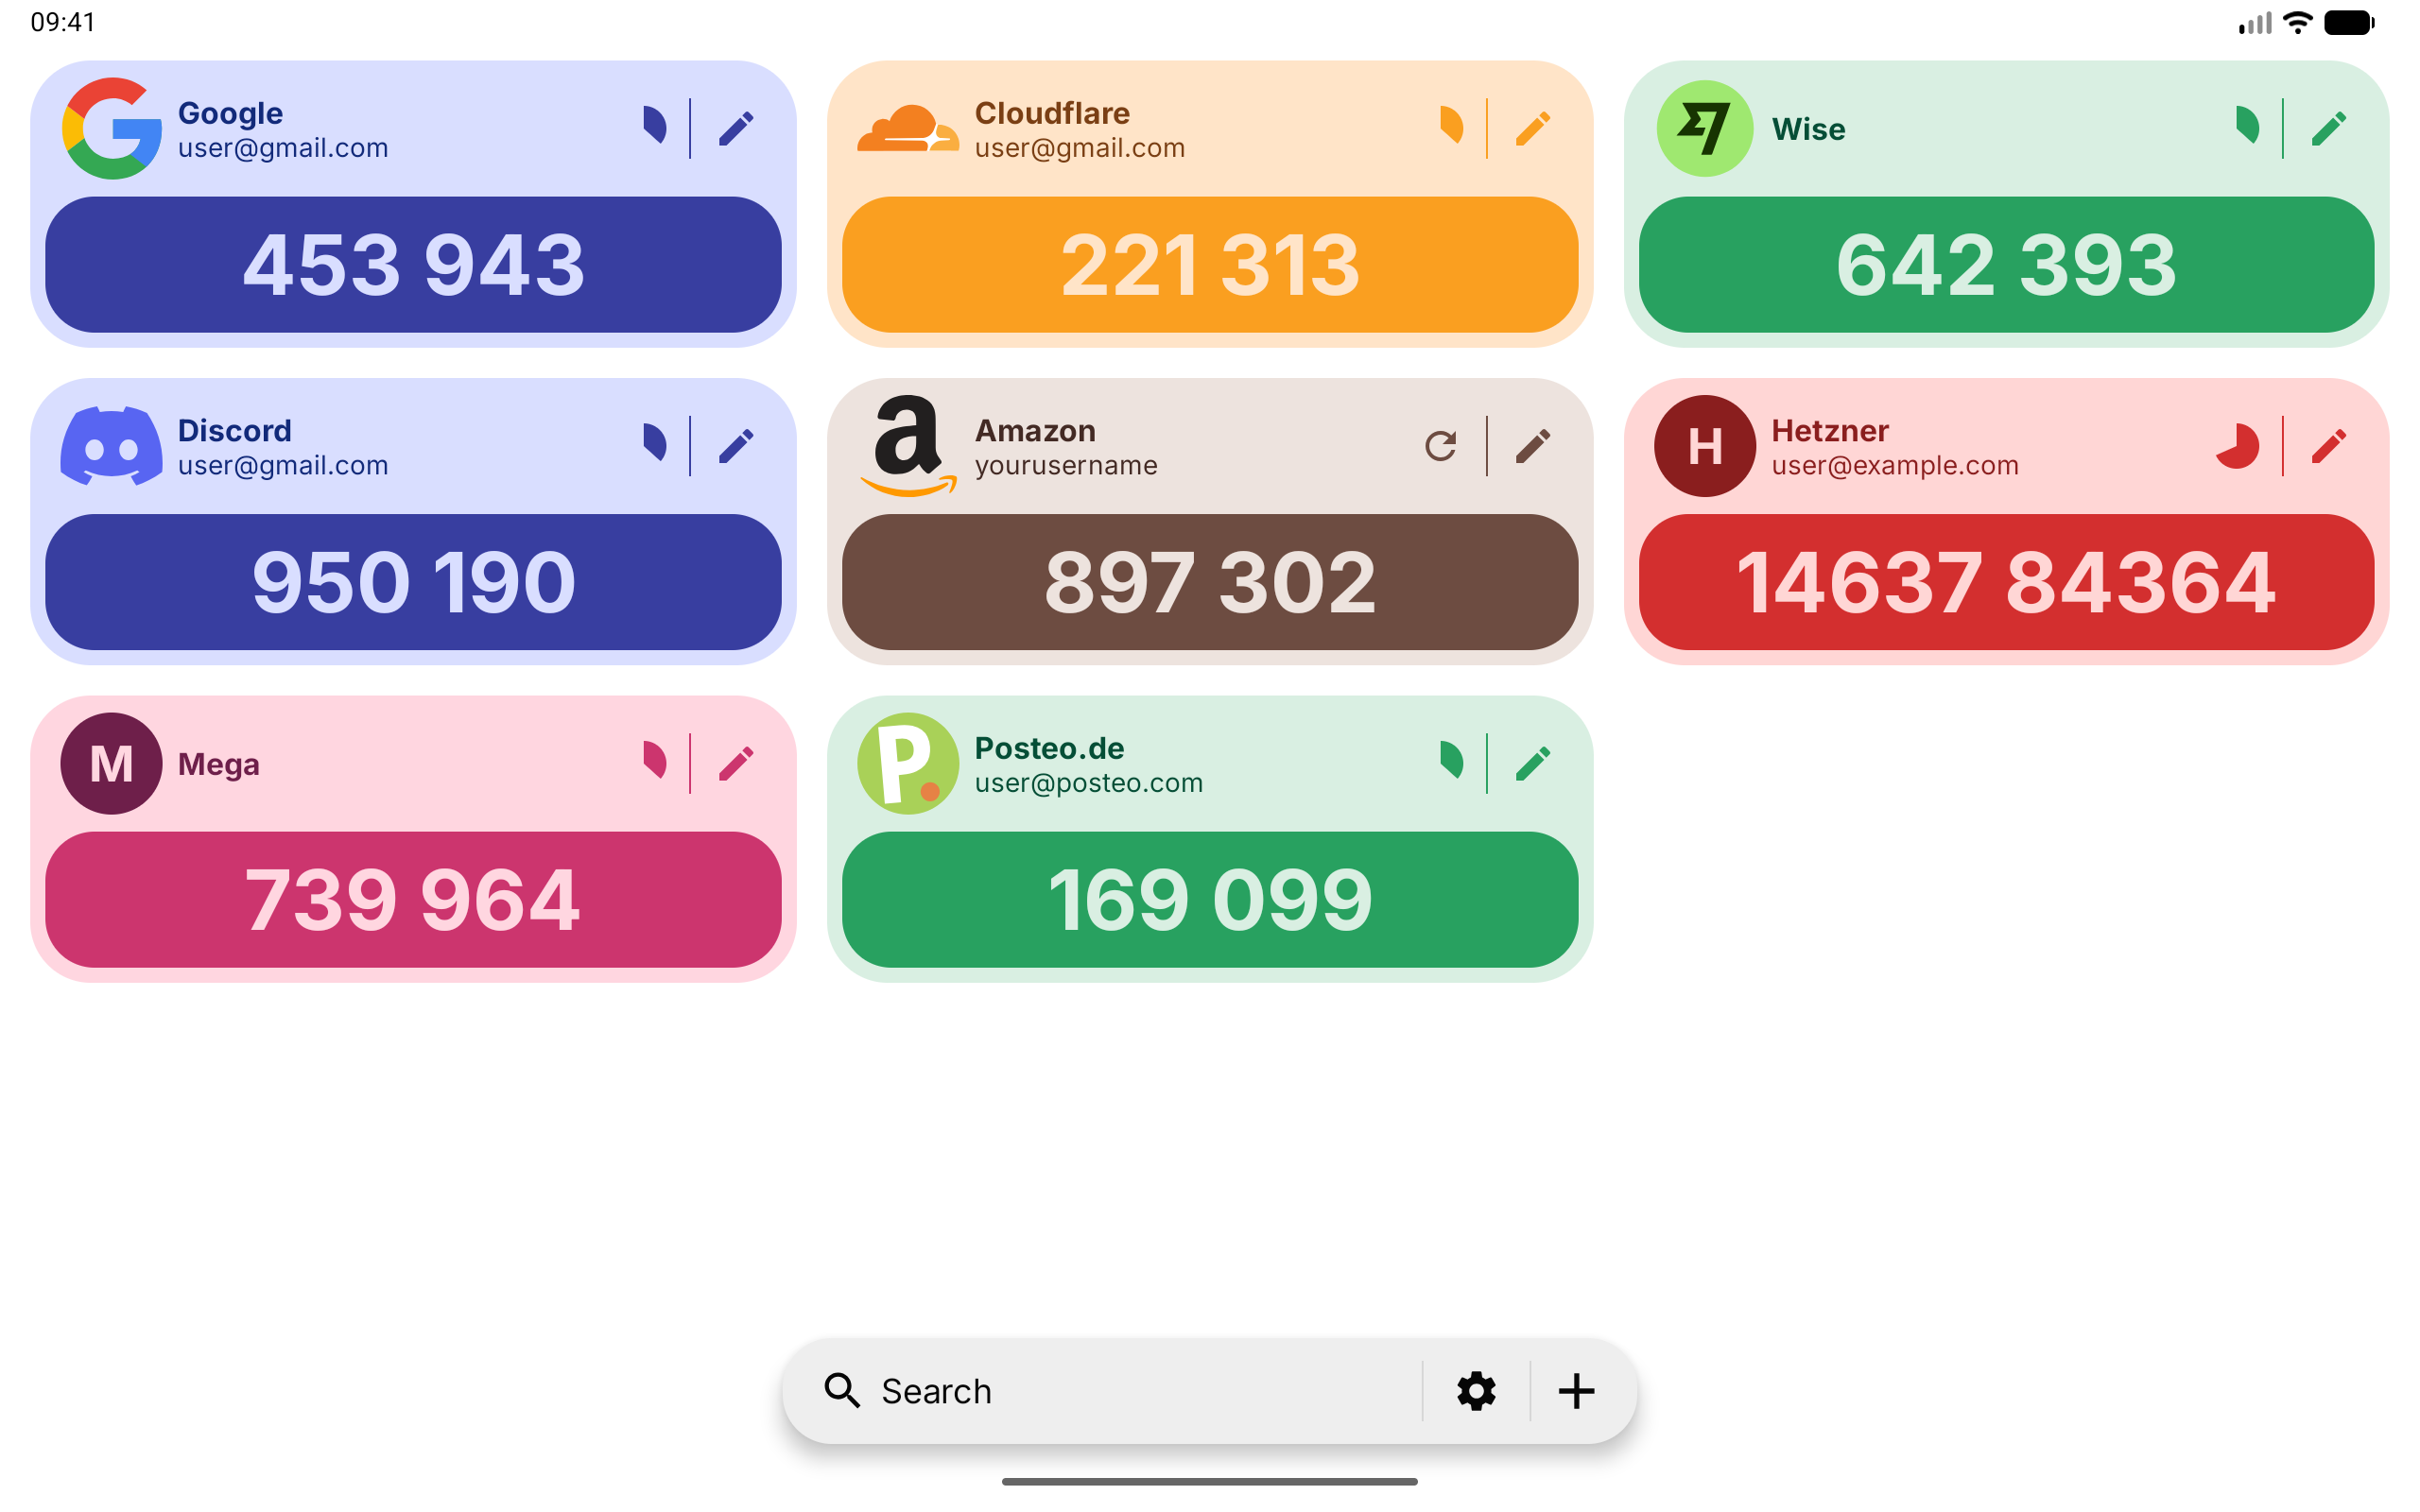 09:41
Google
user@gmail.com
453 943
Cloudflare
user@gmail.com
221 313
Wise
642 393
Discord
user@gmail.com
950 190
a
Amazon
yourusername
897 302
H
Hetzner
user@example.com
14637 84364
M
Mega
739 964
P.
Posteo.de
user@posteo.com
169 099
Search